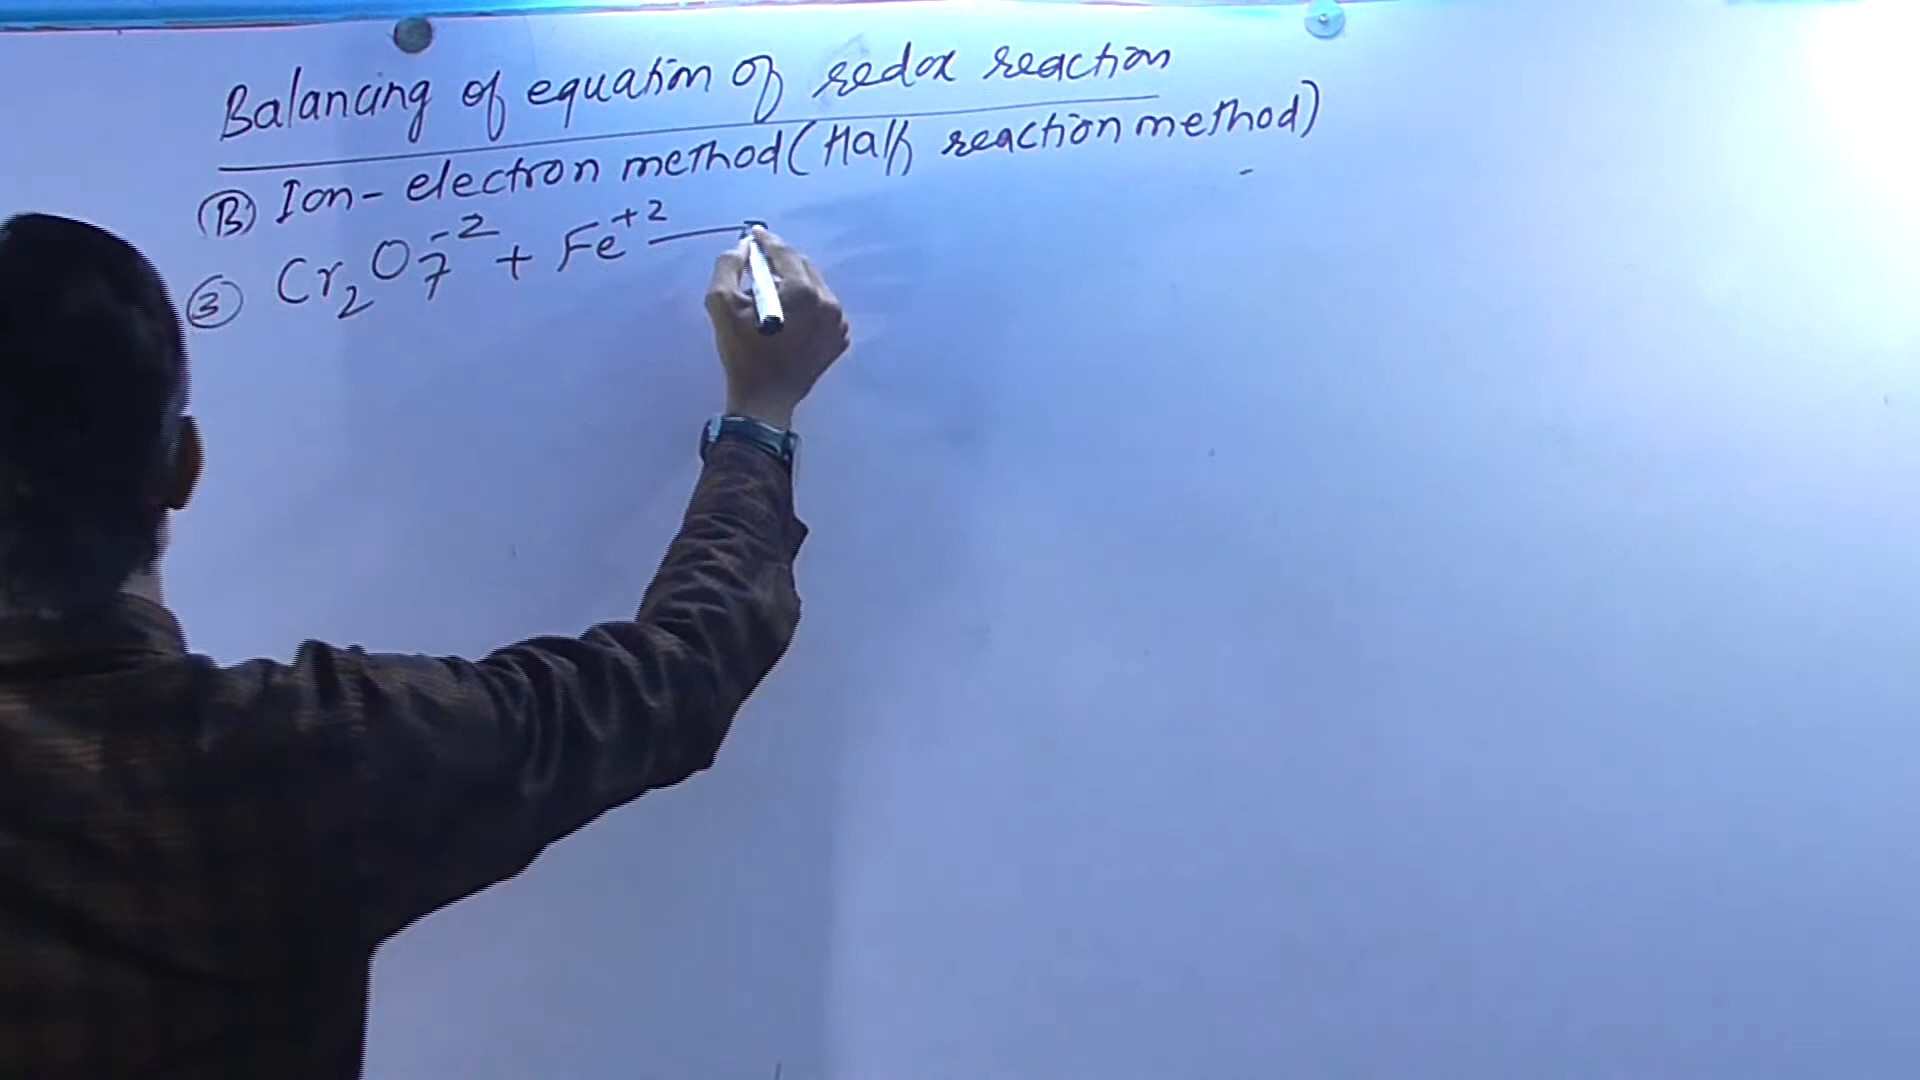 Balancing of equation of redox reaction
(B) Ion-electron method (Half reaction method)
(3) Cr₂O₇⁻² + Fe⁺² →